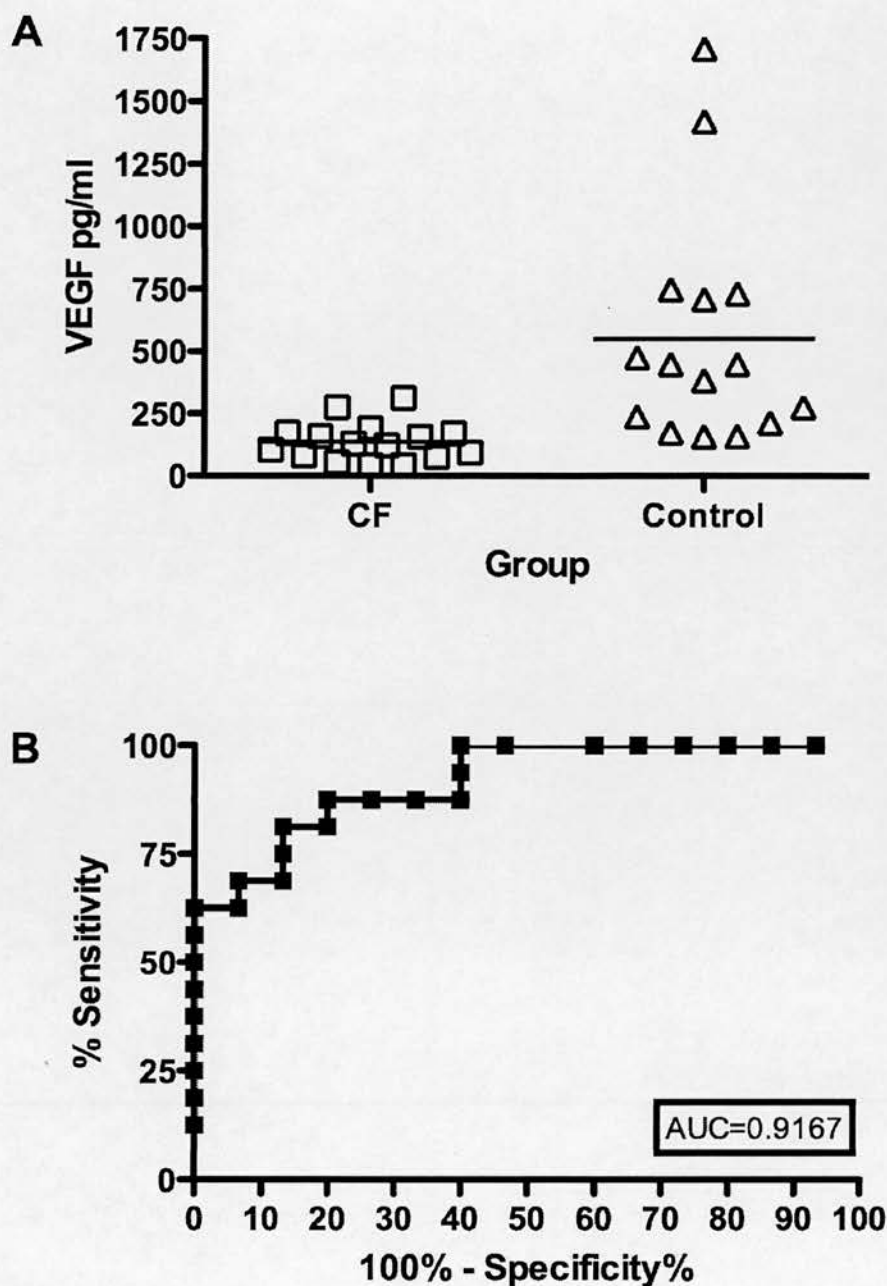 A
1750
1500
1250
1000
750
500
250
0
VEGF pg/ml
CF Control
Group
B
100
75
50
25
0
% Sensitivity
AUC=0.9167
0 10 20 30 40 50 60 70 80 90 100
100% - Specificity%